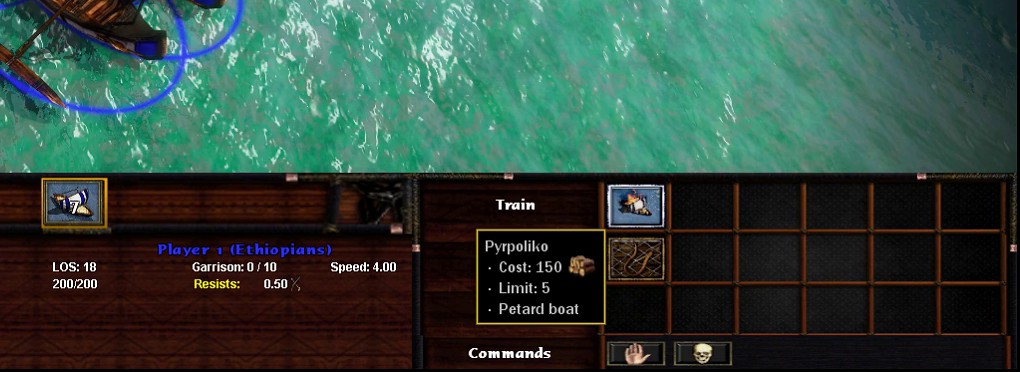 7
Train
Pyrpoliko
· Cost: 150
· Limit: 5
· Petard boat
Player 1 (Ethiopians)
LOS: 18 Garrison: 0 / 10 Speed: 4.00
200/200 Resists: 0.50
Commands